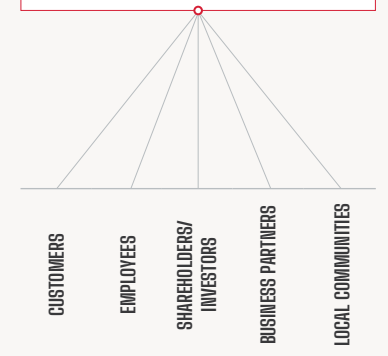 CUSTOMERS
EMPLOYEES
SHAREHOLDERS/
INVESTORS
BUSINESS PARTNERS
LOCAL COMMUNITIES